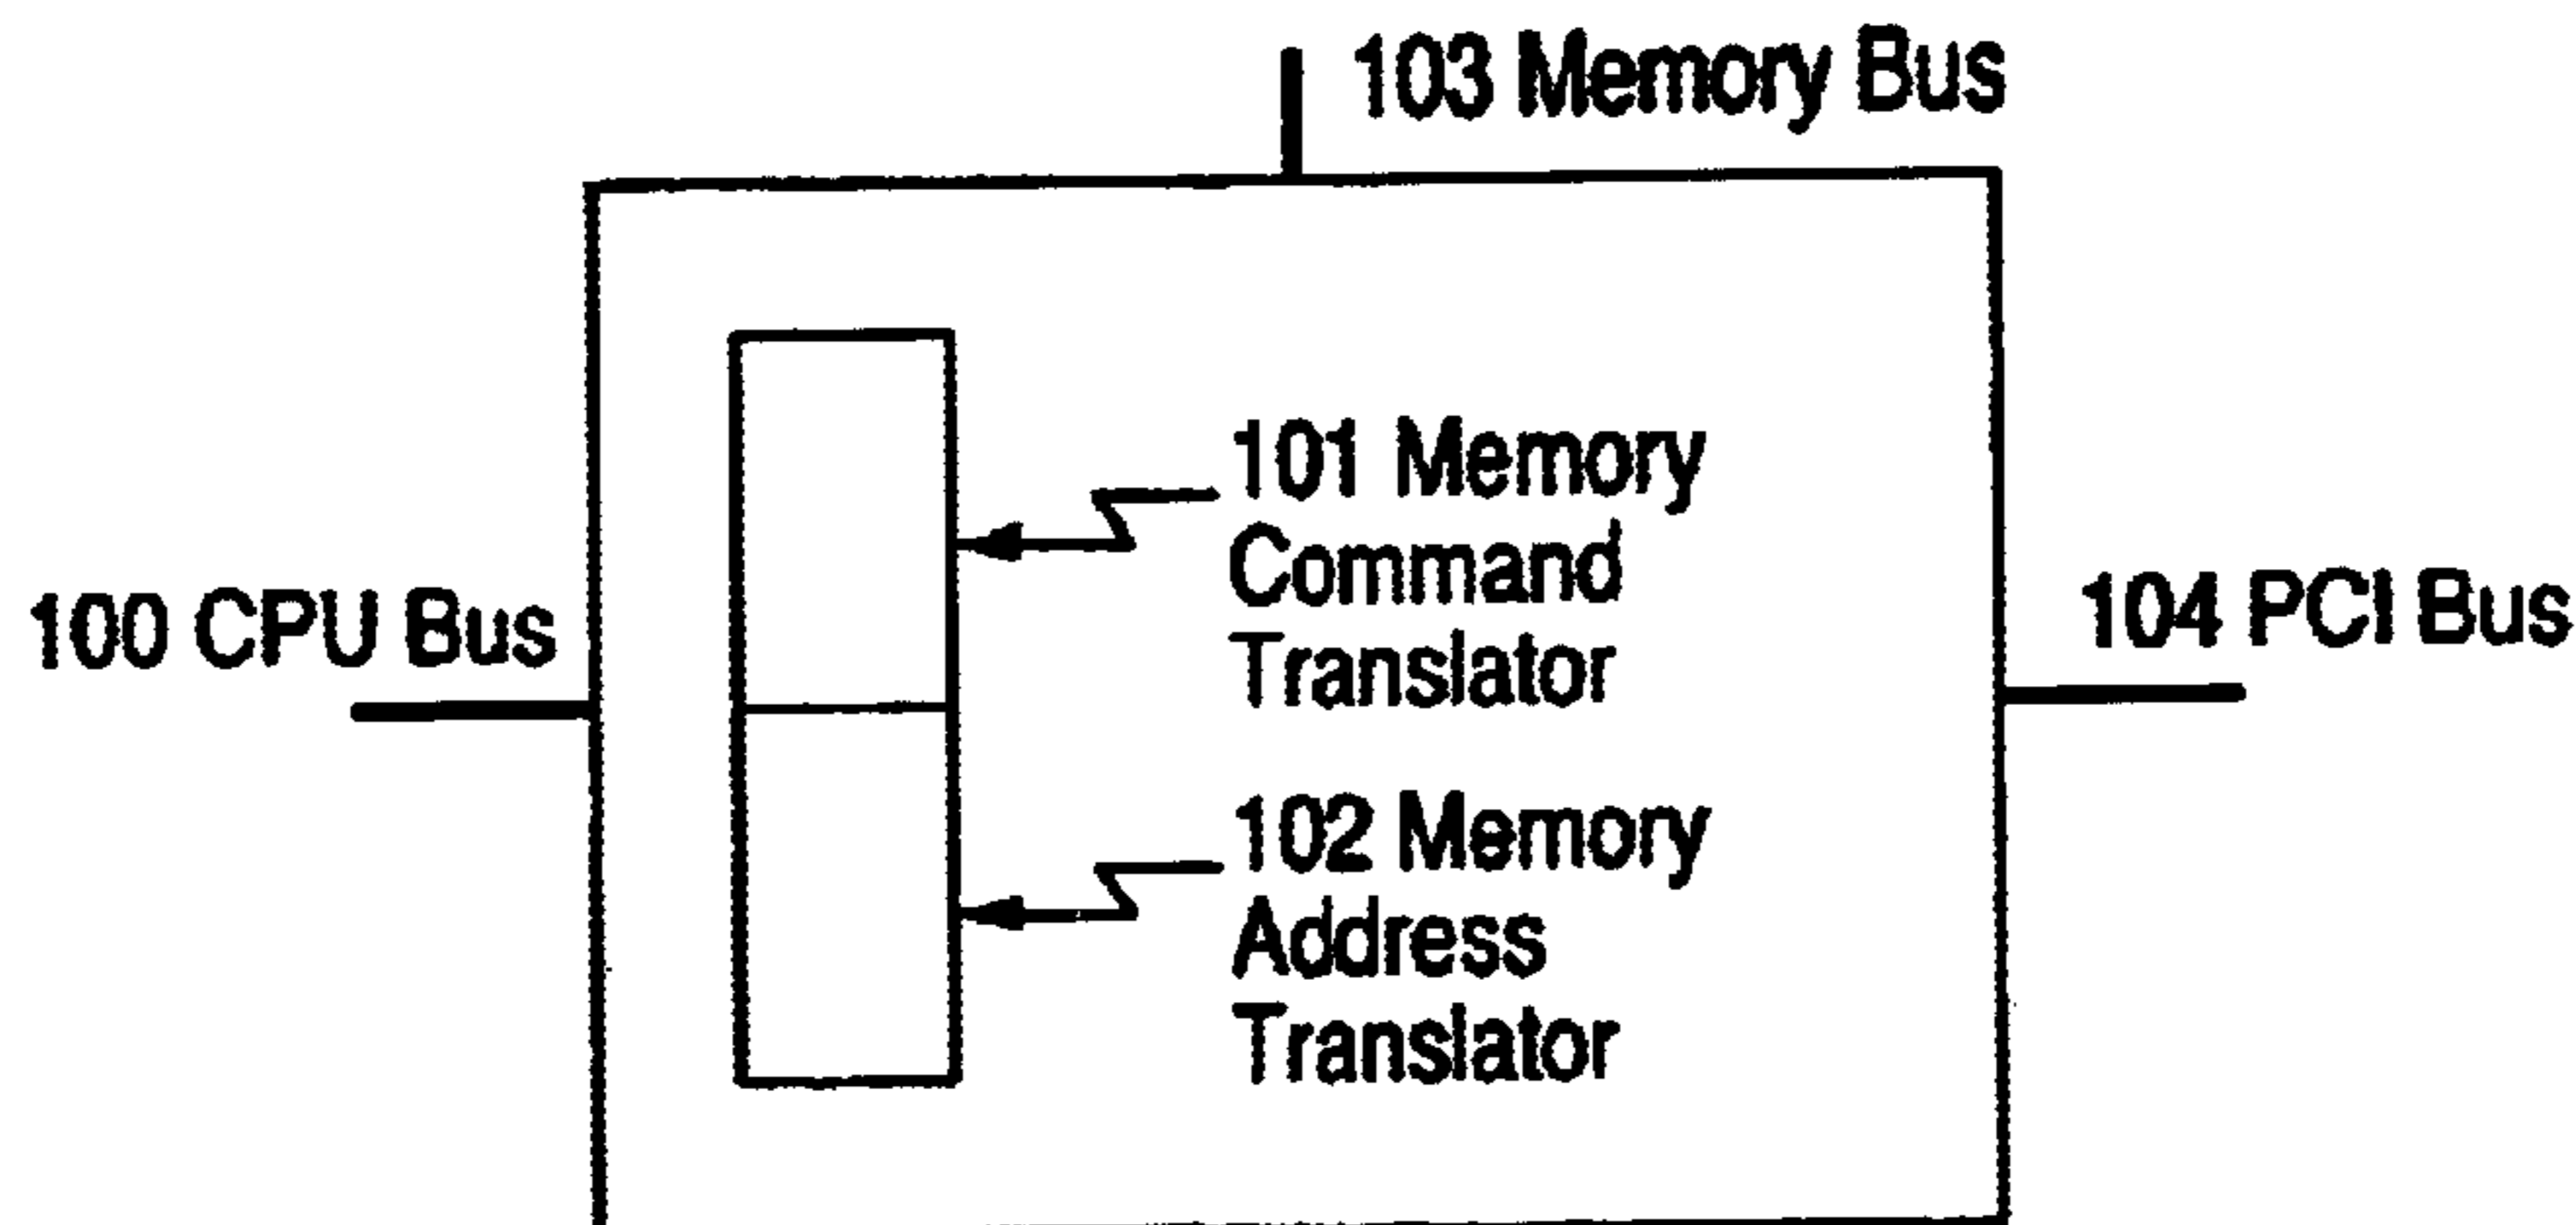 103 Memory Bus
101 Memory
Command
Translator
100 CPU Bus
104 PCI Bus
102 Memory
Address
Translator